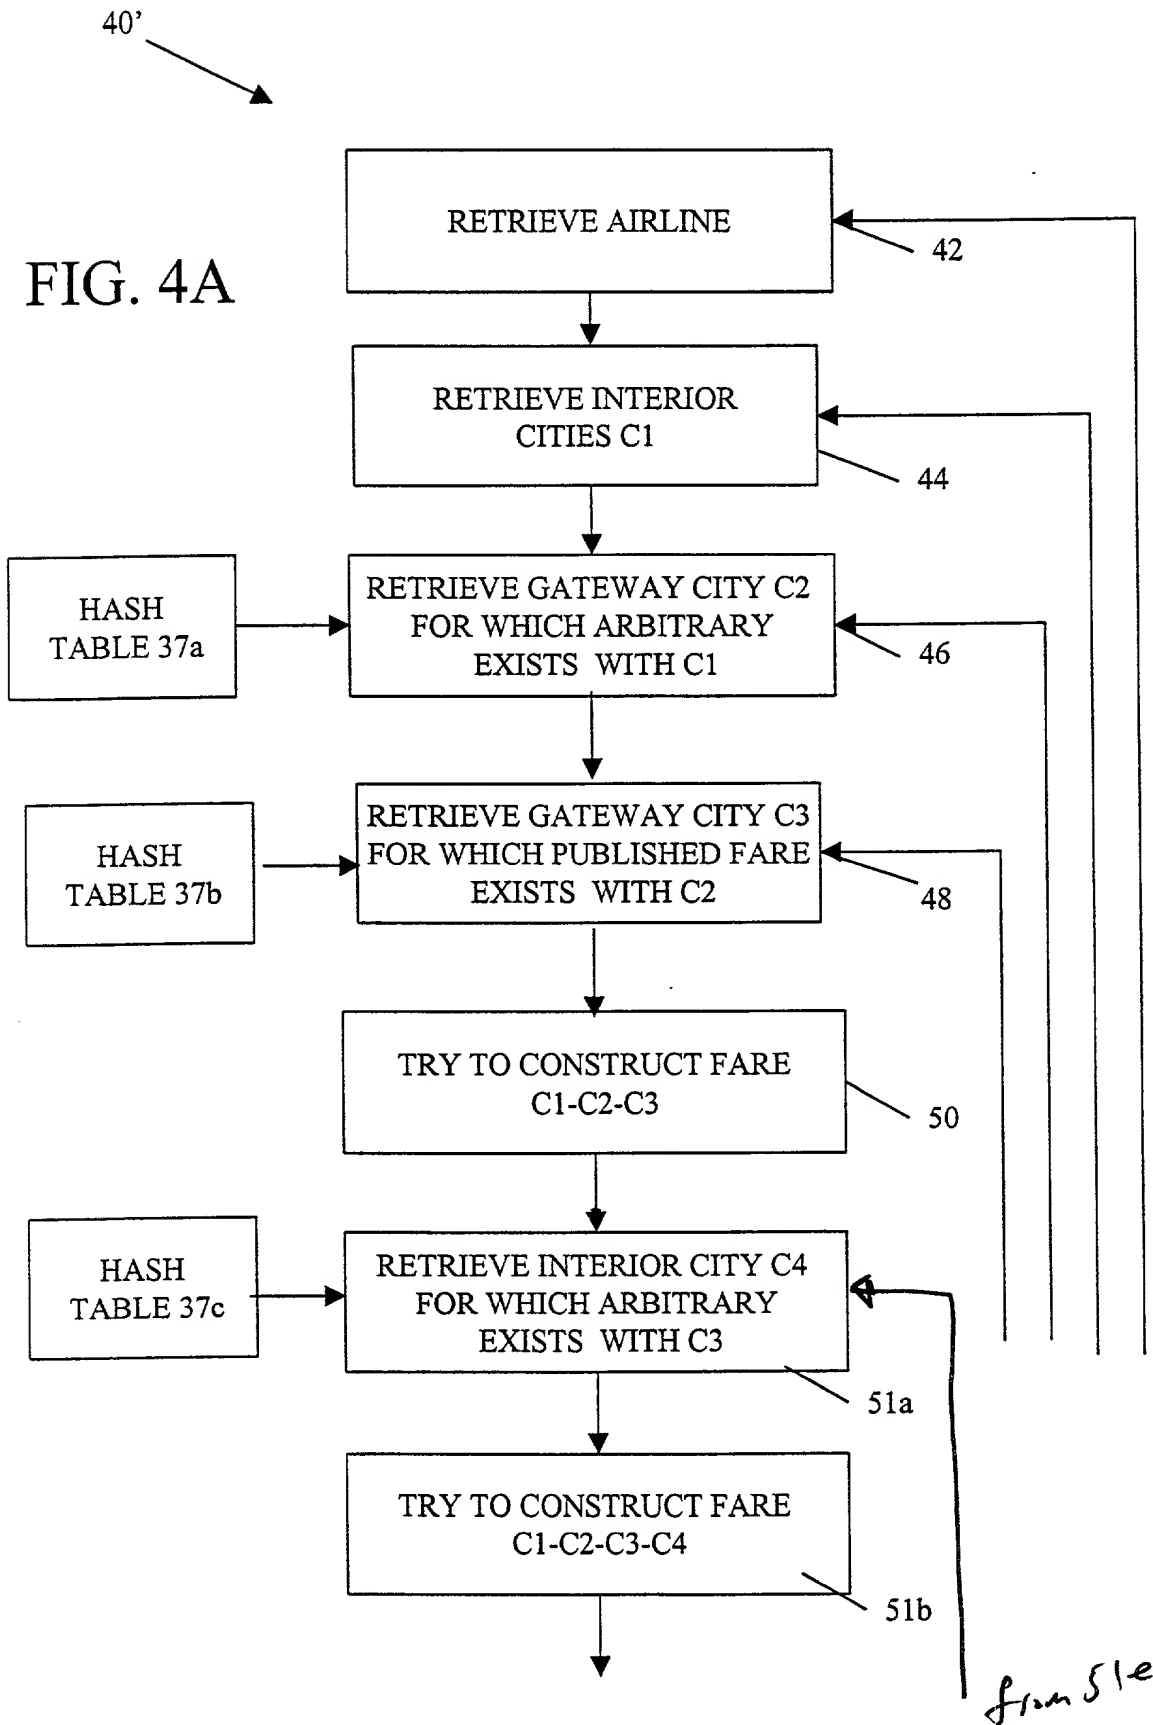 40’
RETRIEVE AIRLINE
42
FIG. 4A
RETRIEVE INTERIOR
CITIES C1
44
HASH
TABLE 37a
RETRIEVE GATEWAY CITY C2
FOR WHICH ARBITRARY
EXISTS WITH C1
46
HASH
TABLE 37b
RETRIEVE GATEWAY CITY C3
FOR WHICH PUBLISHED FARE
EXISTS WITH C2
48
TRY TO CONSTRUCT FARE
C1-C2-C3
50
HASH
TABLE 37c
RETRIEVE INTERIOR CITY C4
FOR WHICH ARBITRARY
EXISTS WITH C3
51a
TRY TO CONSTRUCT FARE
C1-C2-C3-C4
51b
from 51e